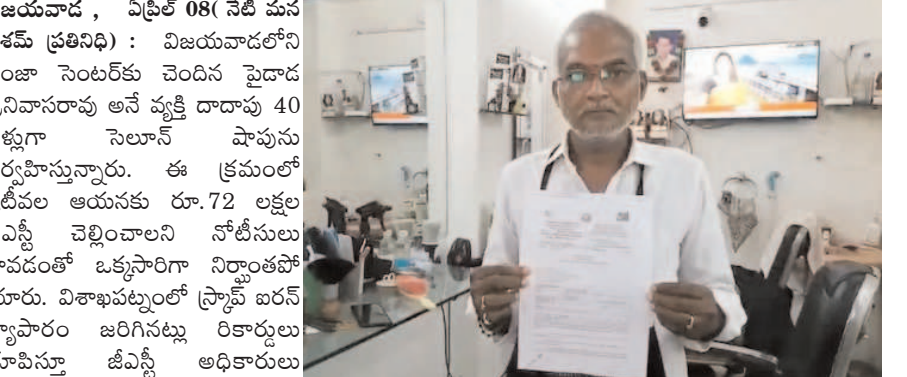 జయవాడ , ఏప్రిల్ 08( నేటి మన
శమ్ ప్రతినిధి) : విజయవాడలోని
ంజా సెంటర్‌కు చెందిన పైడాడ
నివాసరావు అనే వ్యక్తి దాదాపు 40
ళ్లుగా సెలూన్ షాపును
ర్వహిస్తున్నారు. ఈ క్రమంలో
టీవల ఆయనకు రూ.72 లక్షల
ఎస్టీ చెల్లించాలని నోటీసులు
ావడంతో ఒక్కసారిగా నిర్ఘాంతపో
యారు. విశాఖపట్నంలో స్క్రాప్ ఐరన్
్యాపారం జరిగినట్లు రికార్డులు
ూపిస్తూ జీఎస్టీ అధికారులు